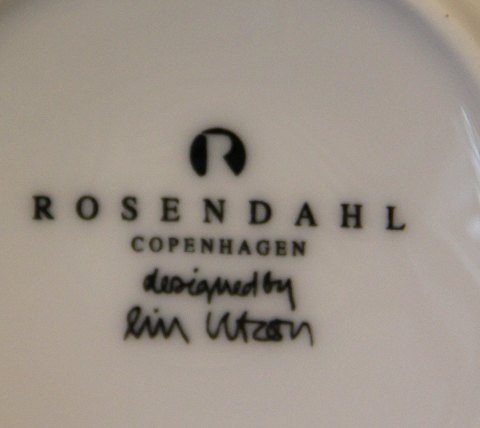 R
ROSENDAHL
COPENHAGEN
designed by
lin Utzon